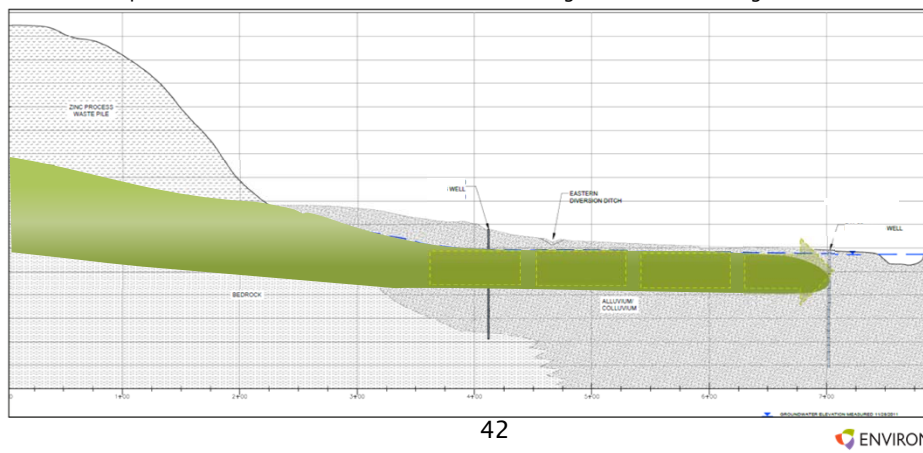 ZINC PROCESS
WASTE PILE
WELL
EASTERN
DIVERSION DITCH
WELL
BEDROCK
ALLUVIUM/
COLLUVIUM
0 1+00 2+00 3+00 4+00 5+00 6+00 7+00
GROUNDWATER ELEVATION MEASURED 11/29/2011
42
ENVIRON